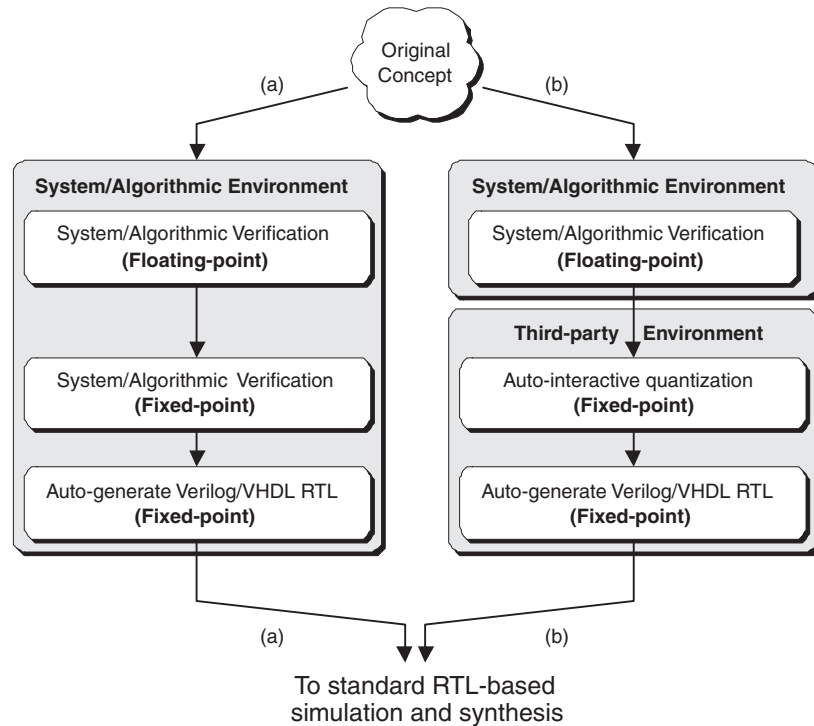 Original
Concept
(a)
(b)
System/Algorithmic Environment
System/Algorithmic Verification
(Floating-point)
System/Algorithmic Verification
(Fixed-point)
Auto-generate Verilog/VHDL RTL
(Fixed-point)
System/Algorithmic Environment
System/Algorithmic Verification
(Floating-point)
Third-party Environment
Auto-interactive quantization
(Fixed-point)
Auto-generate Verilog/VHDL RTL
(Fixed-point)
(a)
(b)
To standard RTL-based
simulation and synthesis